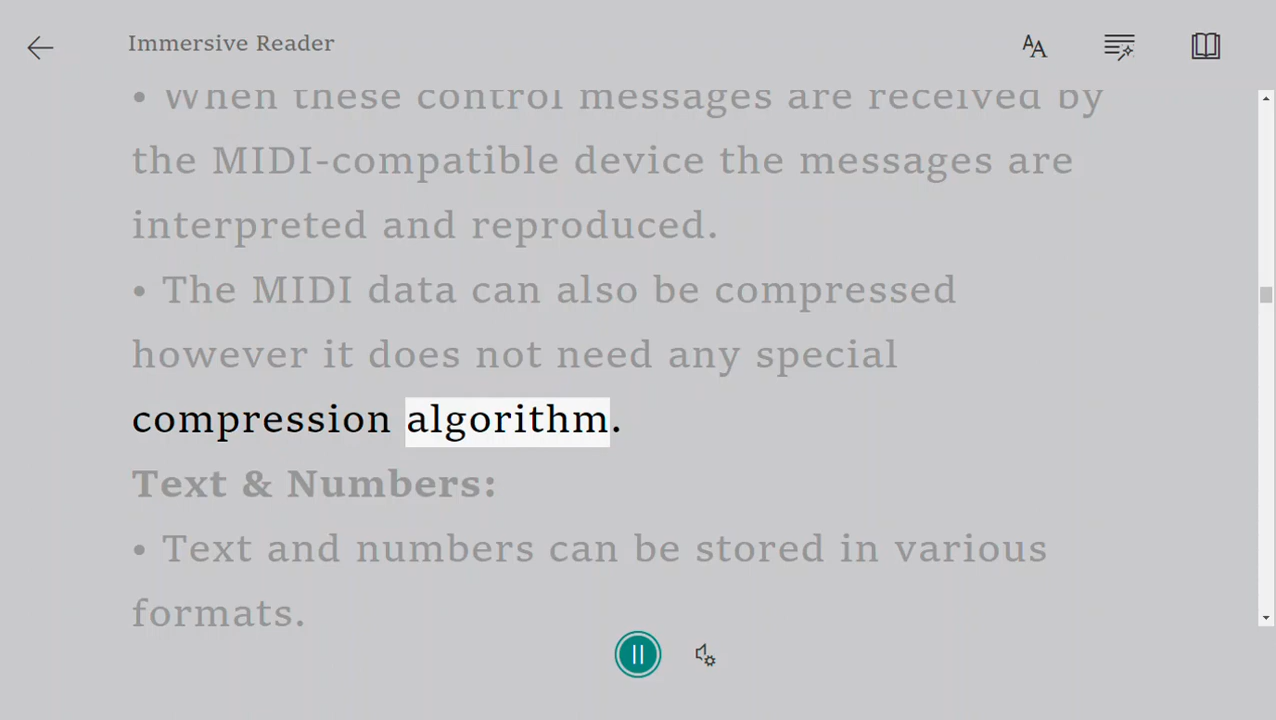 Immersive Reader
• When these control messages are received by
the MIDI-compatible device the messages are
interpreted and reproduced.
• The MIDI data can also be compressed
however it does not need any special
compression algorithm.
Text & Numbers:
• Text and numbers can be stored in various
formats.